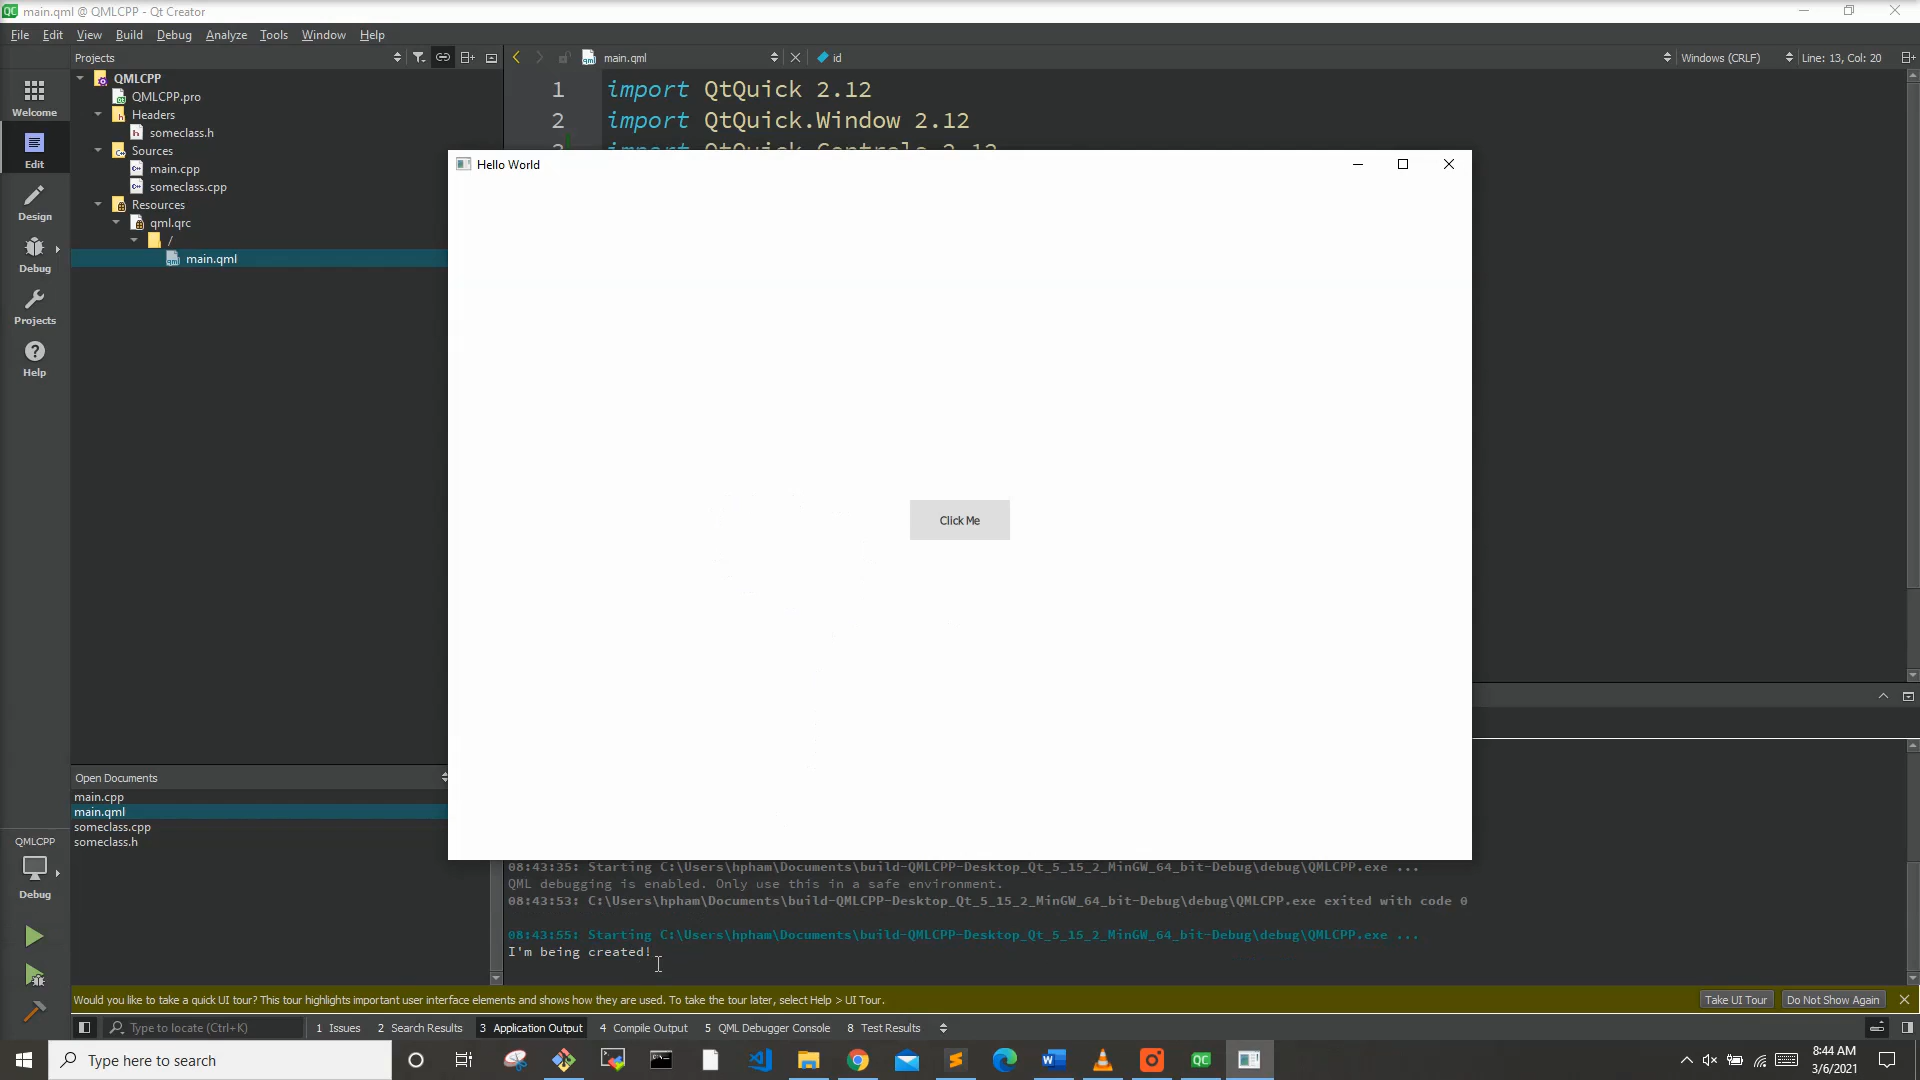 main.qml @ QMLCPP - Qt Creator
File Edit View Build Debug Analyze Tools Window Help
Projects
main.qml
id
Windows (CRLF)
Line: 13, Col: 20
Welcome
Edit
Design
Debug
Projects
Help
QMLCPP
QMLCPP.pro
Headers
someclass.h
Sources
main.cpp
someclass.cpp
Resources
qml.qrc
/
main.qml
1 import QtQuick 2.12
2 import QtQuick.Window 2.12
3 import QtQuick.Controls 2.12
Hello World
Click Me
Open Documents
main.cpp
main.qml
someclass.cpp
someclass.h
QMLCPP
Debug
08:43:35: Starting C:\Users\hpham\Documents\build-QMLCPP-Desktop_Qt_5_15_2_MinGW_64_bit-Debug\debug\QMLCPP.exe ...
QML debugging is enabled. Only use this in a safe environment.
08:43:53: C:\Users\hpham\Documents\build-QMLCPP-Desktop_Qt_5_15_2_MinGW_64_bit-Debug\debug\QMLCPP.exe exited with code 0
08:43:55: Starting C:\Users\hpham\Documents\build-QMLCPP-Desktop_Qt_5_15_2_MinGW_64_bit-Debug\debug\QMLCPP.exe ...
I'm being created!
Would you like to take a quick UI tour? This tour highlights important user interface elements and shows how they are used. To take the tour later, select Help > UI Tour.
Take UI Tour
Do Not Show Again
Type to locate (Ctrl+K)
1 Issues
2 Search Results
3 Application Output
4 Compile Output
5 QML Debugger Console
8 Test Results
Type here to search
8:44 AM
3/6/2021